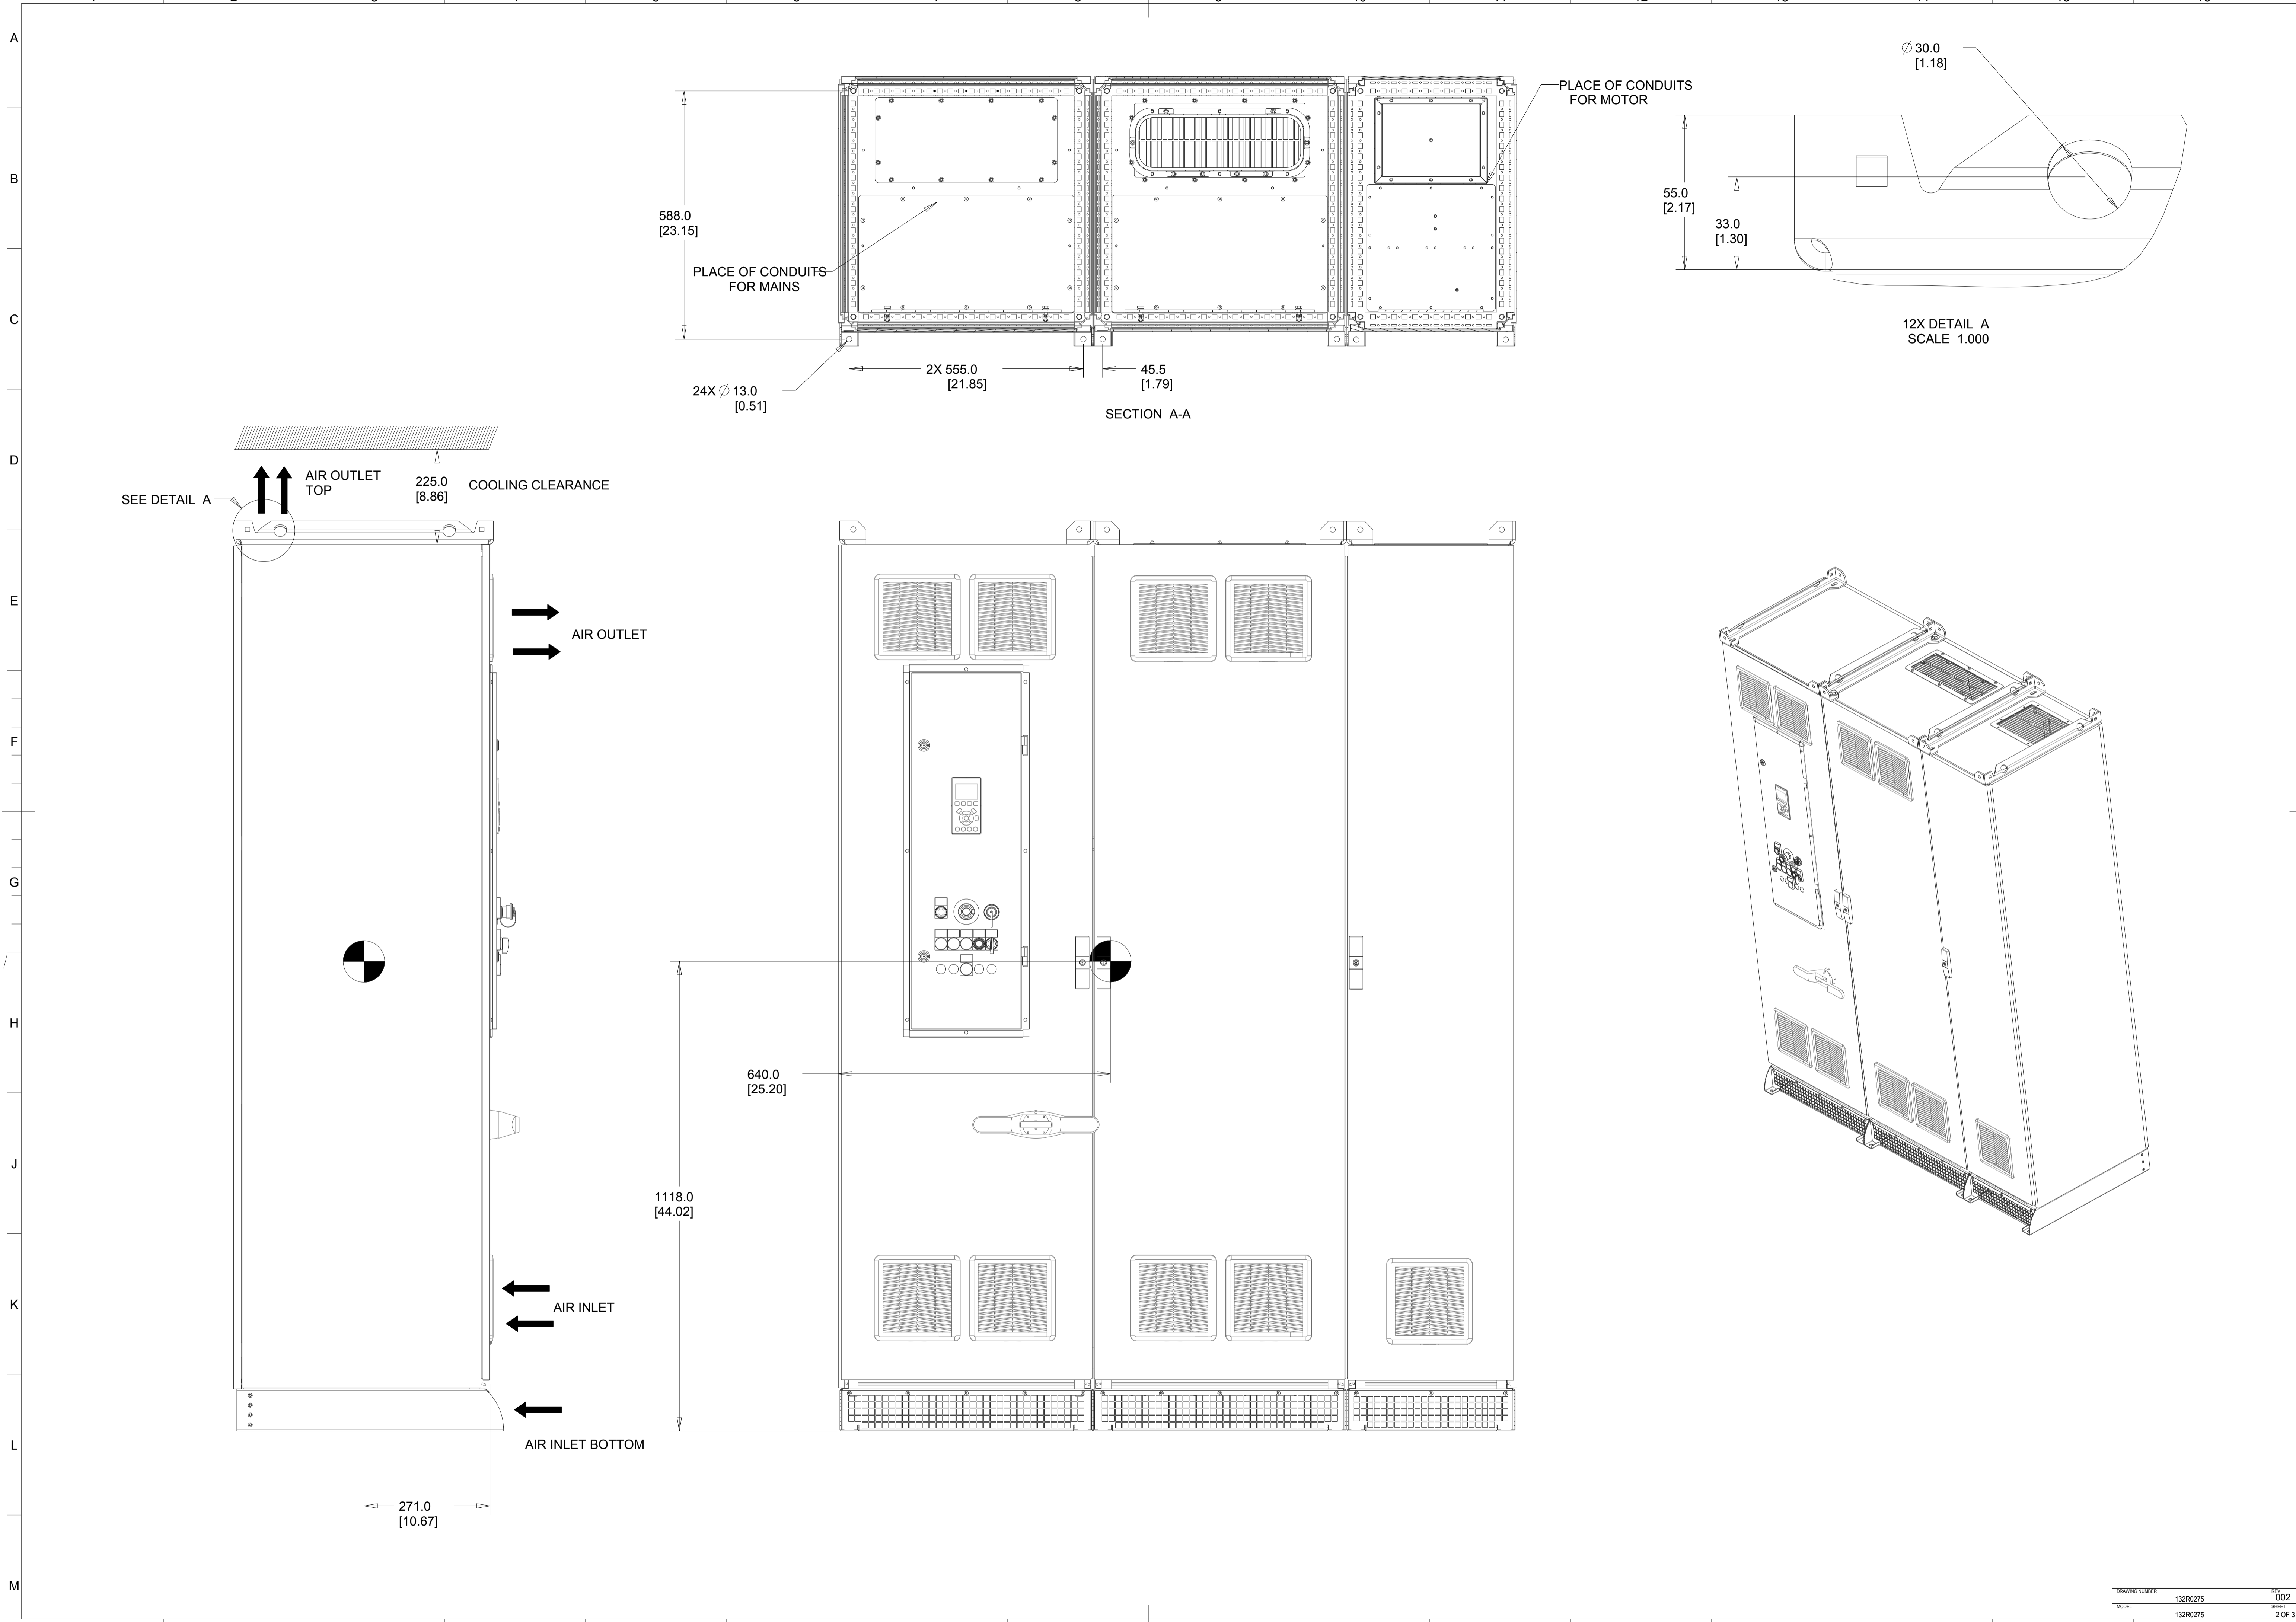 A
B
C
D
E
F
G
H
J
K
L
M
588.0
[23.15]
PLACE OF CONDUITS
FOR MAINS
24X ∅ 13.0
[0.51]
2X 555.0
[21.85]
45.5
[1.79]
SECTION A-A
PLACE OF CONDUITS
FOR MOTOR
∅ 30.0
[1.18]
55.0
[2.17]
33.0
[1.30]
12X DETAIL A
SCALE 1.000
SEE DETAIL A
AIR OUTLET
TOP
225.0
[8.86]
COOLING CLEARANCE
AIR OUTLET
AIR INLET
AIR INLET BOTTOM
271.0
[10.67]
640.0
[25.20]
1118.0
[44.02]
DRAWING NUMBER
132R0275
REV
002
MODEL
132R0275
SHEET
2 OF 3